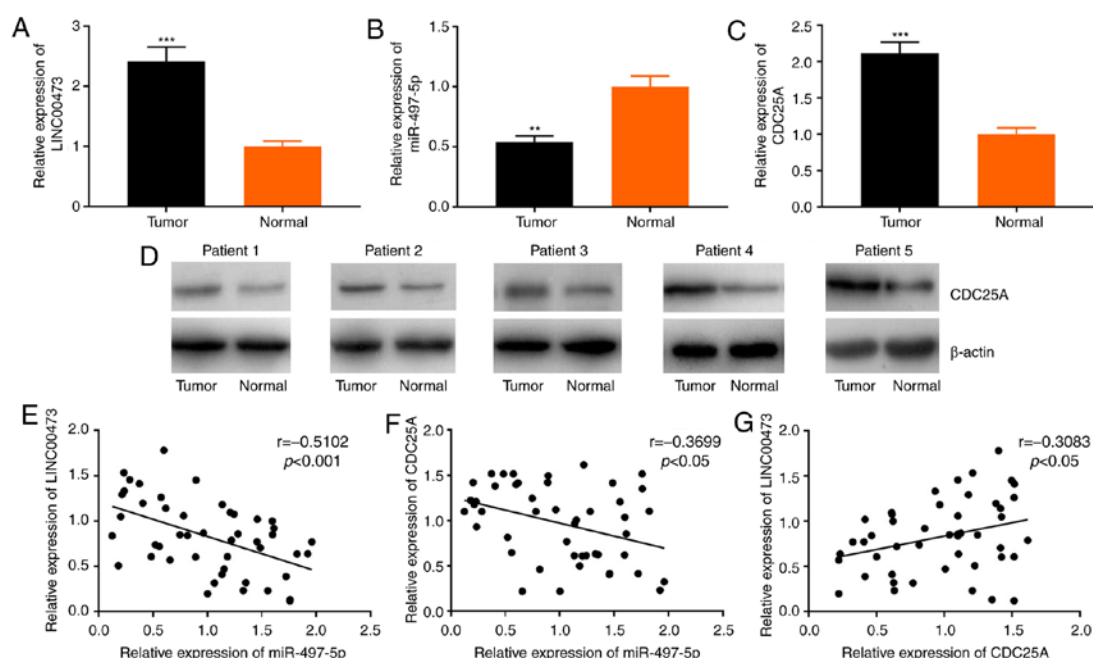 A
Relative expression of
LINC00473
3
2
1
0
***
Tumor
Normal
B
Relative expression of
miR-497-5p
1.5
1.0
0.5
0.0
**
Tumor
Normal
C
Relative expression of
CDC25A
2.5
2.0
1.5
1.0
0.5
0.0
***
Tumor
Normal
D
Patient 1
Patient 2
Patient 3
Patient 4
Patient 5
CDC25A
β-actin
Tumor Normal
Tumor Normal
Tumor Normal
Tumor Normal
Tumor Normal
E
Relative expression of LINC00473
2.0
1.5
1.0
0.5
0.0
r=−0.5102
p<0.001
0.0 0.5 1.0 1.5 2.0 2.5
Relative expression of miR-497-5p
F
Relative expression of CDC25A
2.0
1.5
1.0
0.5
0.0
r=−0.3699
p<0.05
0.0 0.5 1.0 1.5 2.0 2.5
Relative expression of miR-497-5p
G
Relative expression of LINC00473
2.0
1.5
1.0
0.5
0.0
r=−0.3083
p<0.05
0.0 0.5 1.0 1.5 2.0
Relative expression of CDC25A